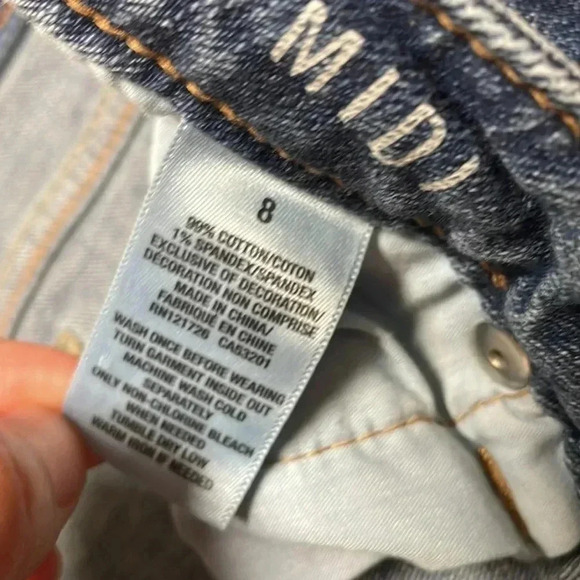 MIDI
8
99% COTTON/COTON
1% SPANDEX/SPANDEX
EXCLUSIVE OF DECORATION/
DECORATION NON COMPRISE
MADE IN CHINA/
FABRIQUE EN CHINE
RN121726 CA03201
WASH ONCE BEFORE WEARING
TURN GARMENT INSIDE OUT
MACHINE WASH COLD
SEPARATELY
ONLY NON-CHLORINE BLEACH
WHEN NEEDED
TUMBLE DRY LOW
WARM IRON IF NEEDED